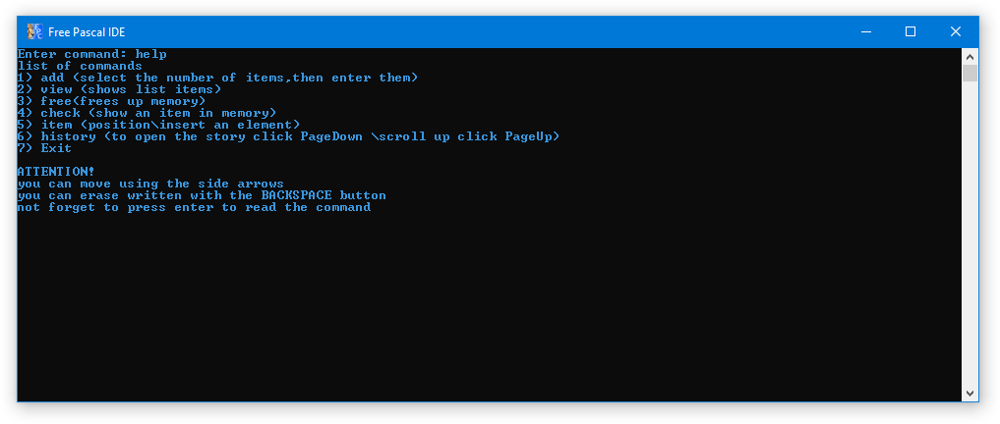 Free Pascal IDE
Enter command: help
list of commands
1) add (select the number of items,then enter them)
2) view (shows list items)
3) free(frees up memory)
4) check (show an item in memory)
5) item (position\insert an element)
6) history (to open the story click PageDown \scroll up click PageUp)
7) Exit
ATTENTION!
you can move using the side arrows
you can erase written with the BACKSPACE button
not forget to press enter to read the command